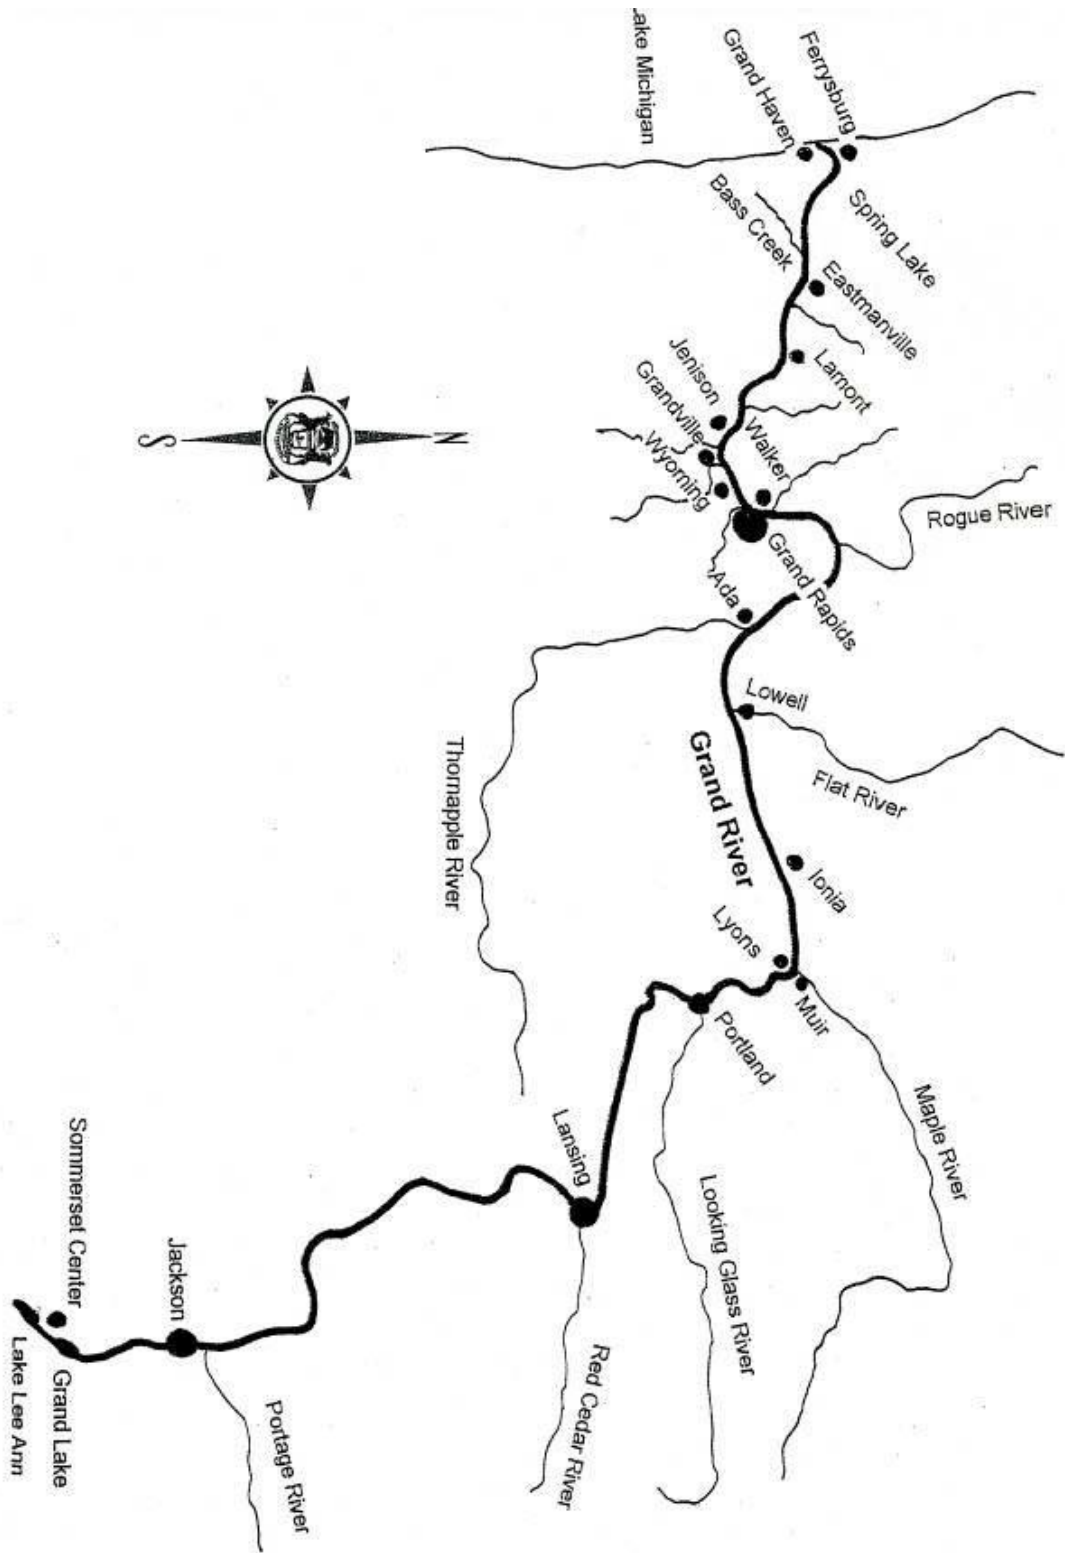 ake Michigan
Grand Haven
Ferrysburg
Spring Lake
Bass Creek
Eastmanville
Lamont
Jenison
Grandville
Wyoming
Walker
Grand Rapids
Rogue River
Ada
Lowell
Flat River
Thornapple River
Grand River
Ionia
Lyons
Muir
Portland
Maple River
Looking Glass River
Lansing
Red Cedar River
Jackson
Portage River
Sommerset Center
Grand Lake
Lake Lee Ann
N
S